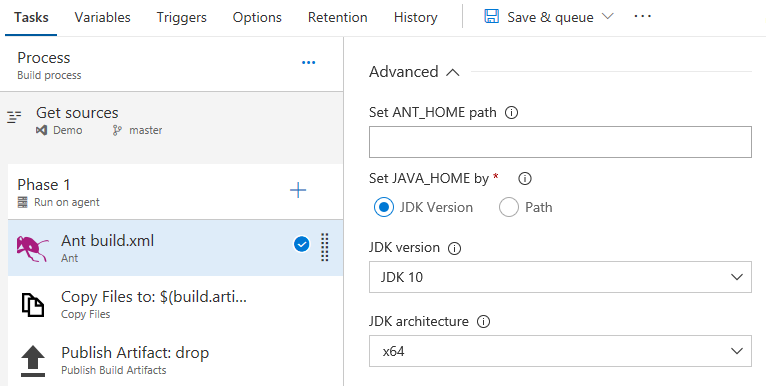 Tasks Variables Triggers Options Retention History Save & queue ...
Process
Build process
...
Get sources
Demo master
Phase 1
Run on agent
Ant build.xml
Ant
Copy Files to: $(build.arti...
Copy Files
Publish Artifact: drop
Publish Build Artifacts
Advanced
Set ANT_HOME path
Set JAVA_HOME by *
JDK Version Path
JDK version
JDK 10
JDK architecture
x64